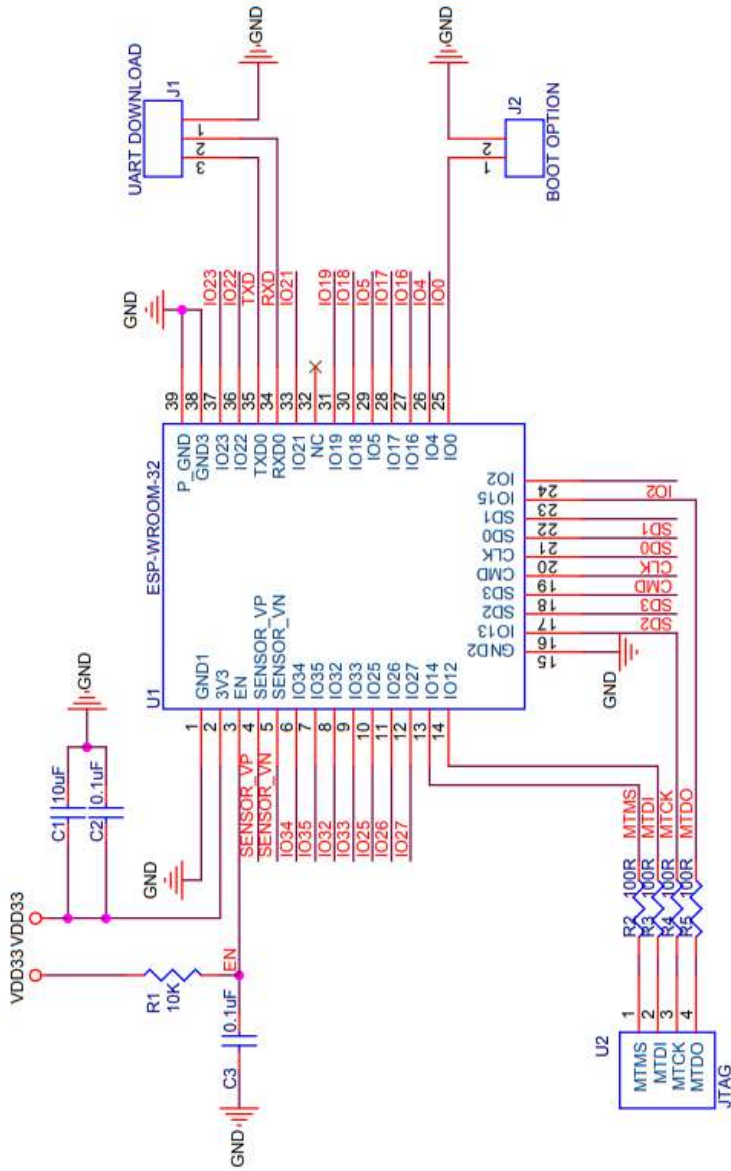 GND
UART DOWNLOAD
J1
1
2
3
GND
J2
2
1
BOOT OPTION
GND
IO23
IO22
TXD
RXD
IO21
IO19
IO18
IO5
IO17
IO16
IO4
IO0
39
38
37
36
35
34
33
32
31
30
29
28
27
26
25
P_GND
GND3
IO23
IO22
TXD0
RXD0
IO21
NC
IO19
IO18
IO5
IO17
IO16
IO4
IO0
ESP-WROOM-32
U1
GND1
3V3
EN
SENSOR_VP
SENSOR_VN
IO34
IO35
IO32
IO33
IO25
IO26
IO27
IO14
IO12
1
2
3
4
5
6
7
8
9
10
11
12
13
14
IO2
IO15
SD1
SD0
CLK
CMD
SD3
SD2
IO13
GND2
24
23
22
21
20
19
18
17
16
15
IO2
SD1
SD0
CLK
CMD
SD3
SD2
GND
GND
C1
10uF
C2
0.1uF
GND
VDD33
VDD33
R1
10K
EN
0.1uF
C3
GND
SENSOR_VP
SENSOR_VN
IO34
IO35
IO32
IO33
IO25
IO26
IO27
MTMS
MTDI
MTCK
MTDO
R2 100R
R3 100R
R4 100R
R5 100R
1
2
3
4
U2
MTMS
MTDI
MTCK
MTDO
JTAG